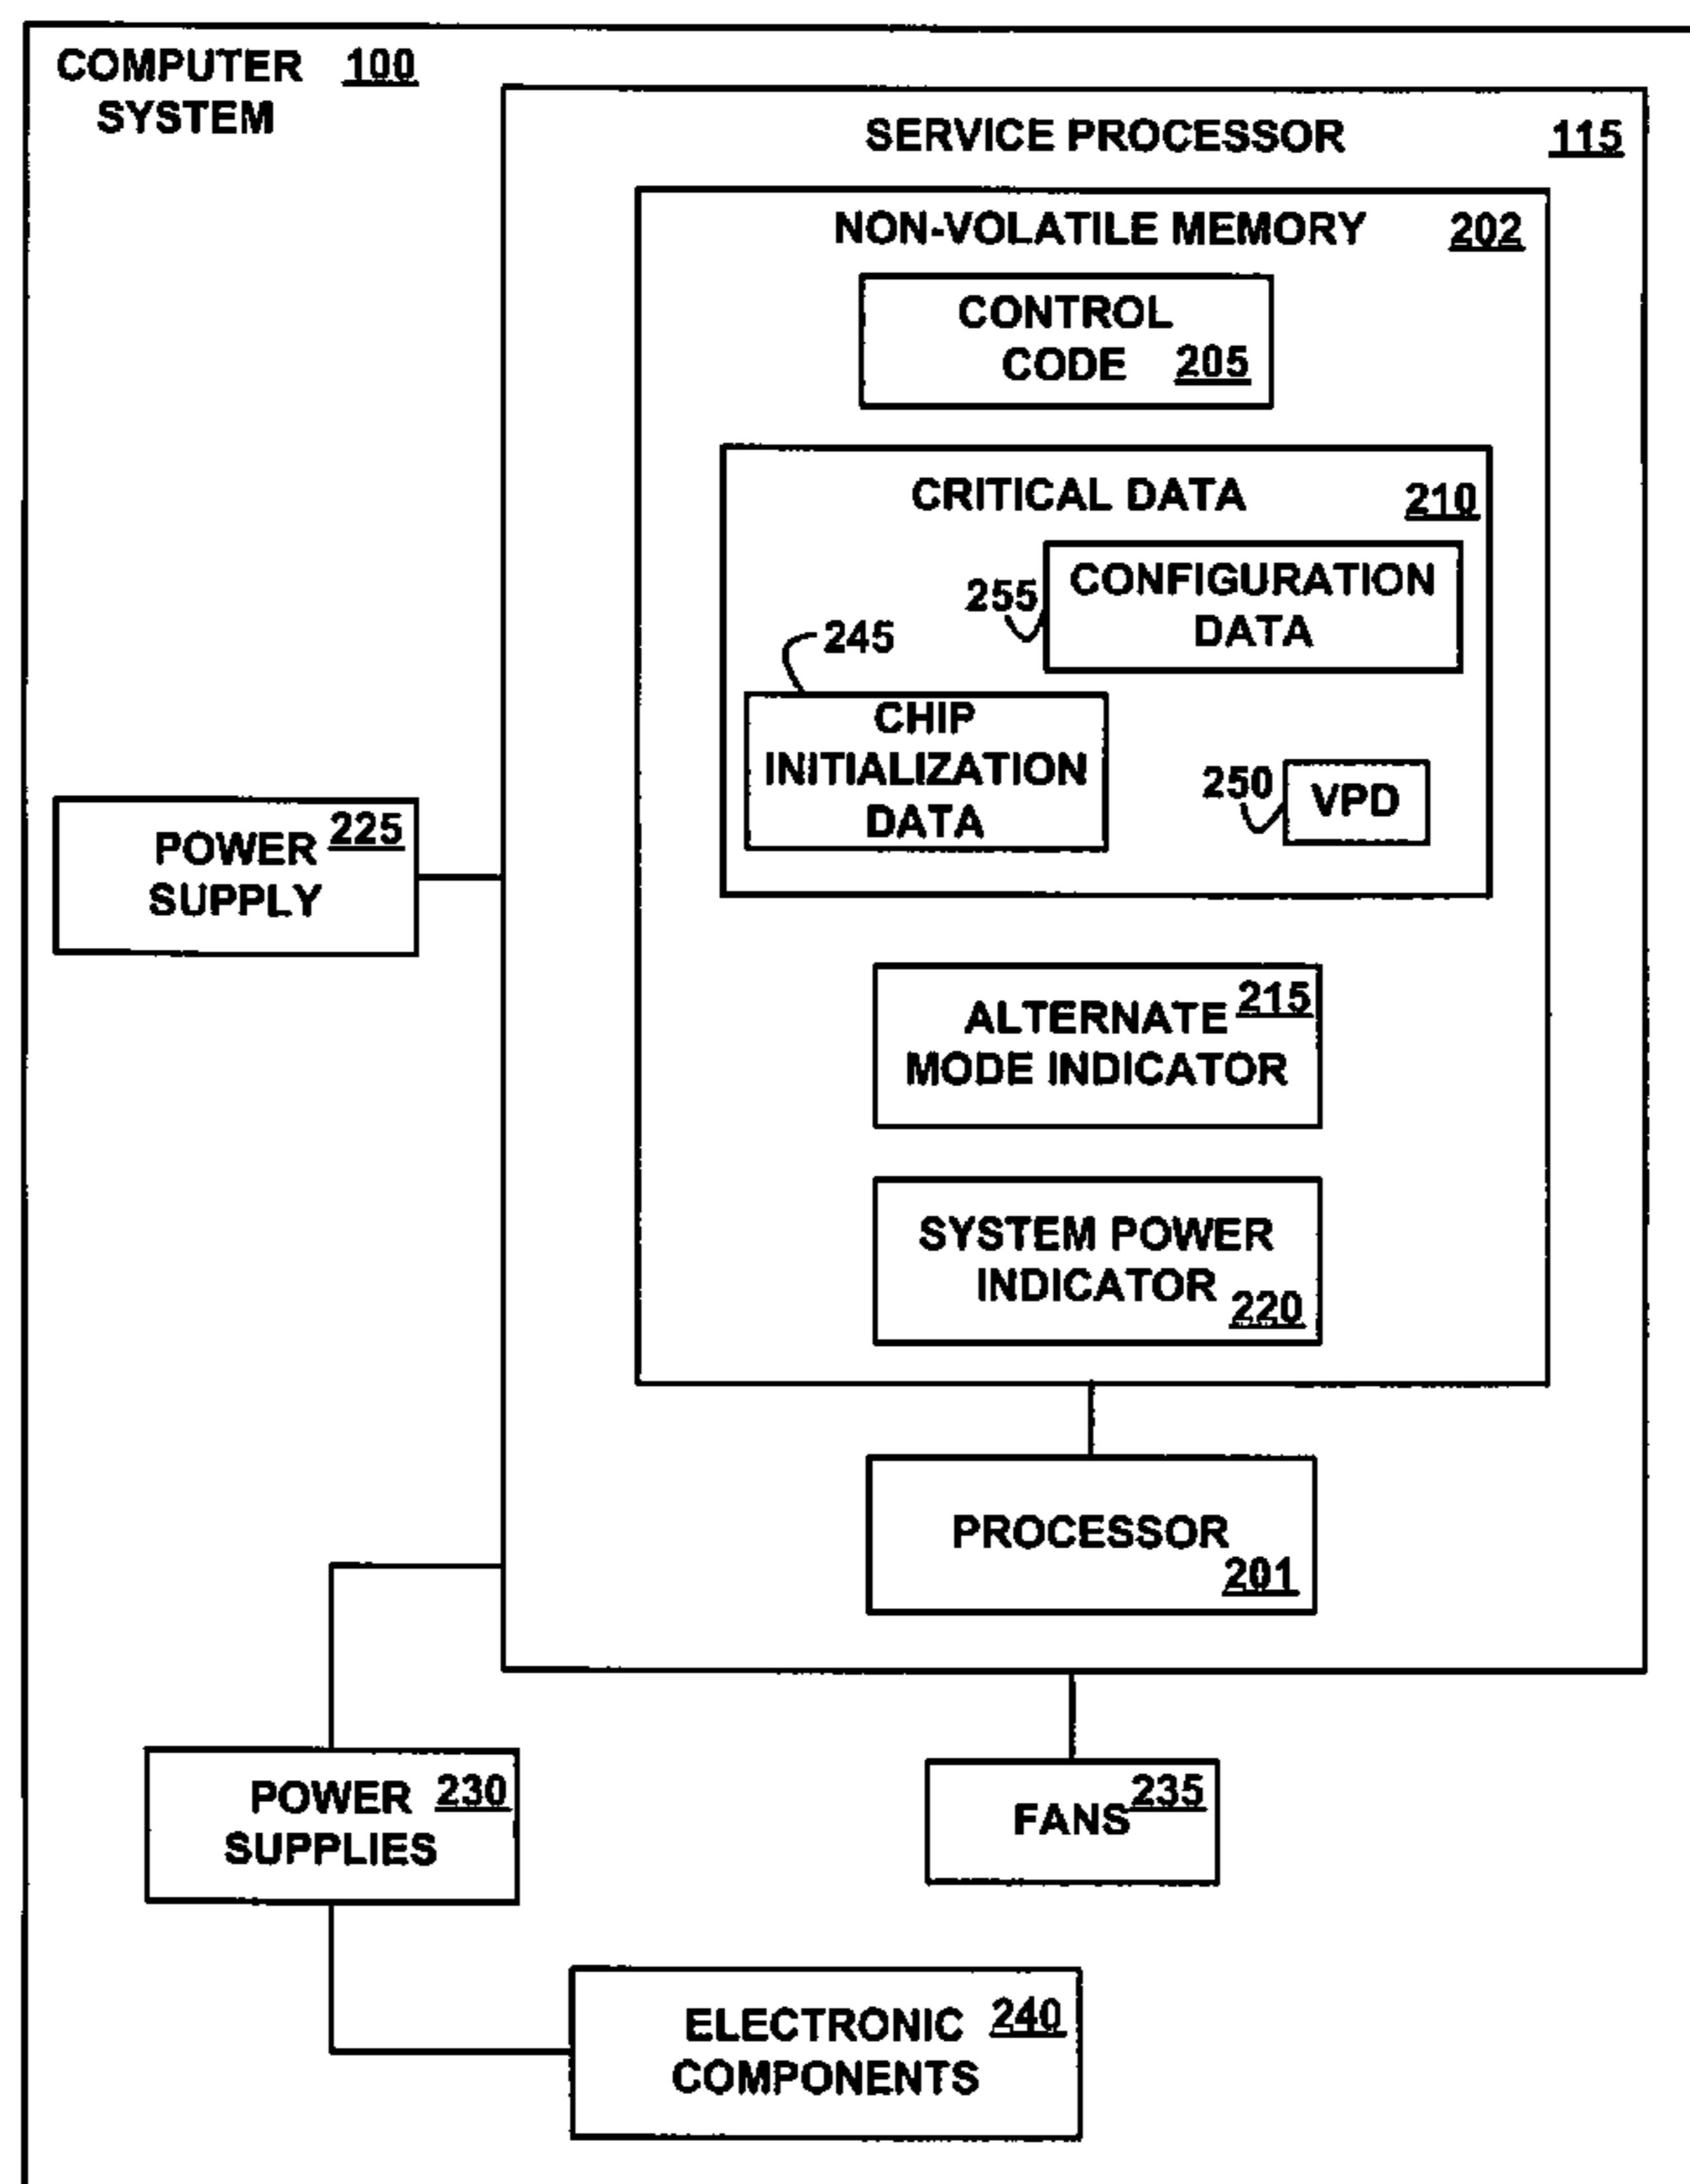 COMPUTER 100
SYSTEM
SERVICE PROCESSOR 115
NON-VOLATILE MEMORY 202
CONTROL
CODE 205
CRITICAL DATA 210
255 CONFIGURATION
DATA
245
CHIP
INITIALIZATION
DATA
250 VPD
POWER 225
SUPPLY
ALTERNATE 215
MODE INDICATOR
SYSTEM POWER
INDICATOR 220
PROCESSOR
201
POWER 230
SUPPLIES
FANS 235
ELECTRONIC 240
COMPONENTS